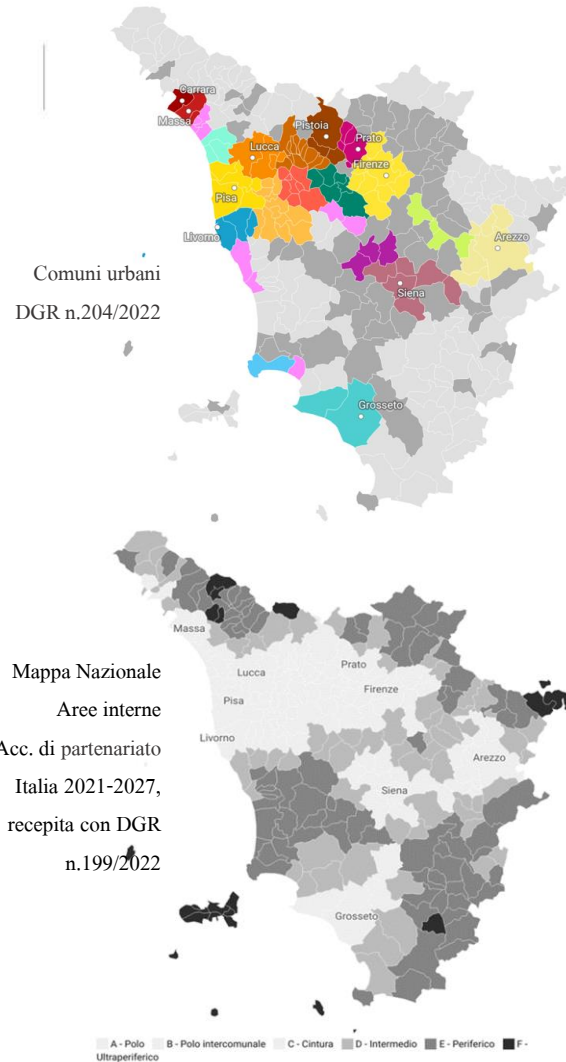 Carrara
Massa
Pistoia
Prato
Lucca
Firenze
Pisa
Livorno
Arezzo
Siena
Grosseto
Comuni urbani
DGR n.204/2022
Massa
Lucca
Prato
Pisa
Firenze
Livorno
Arezzo
Siena
Grosseto
Mappa Nazionale
Aree interne
Acc. di partenariato
Italia 2021-2027,
recepita con DGR
n.199/2022
A - Polo B - Polo intercomunale C - Cintura D - Intermedio E - Periferico F -
Ultraperiferico